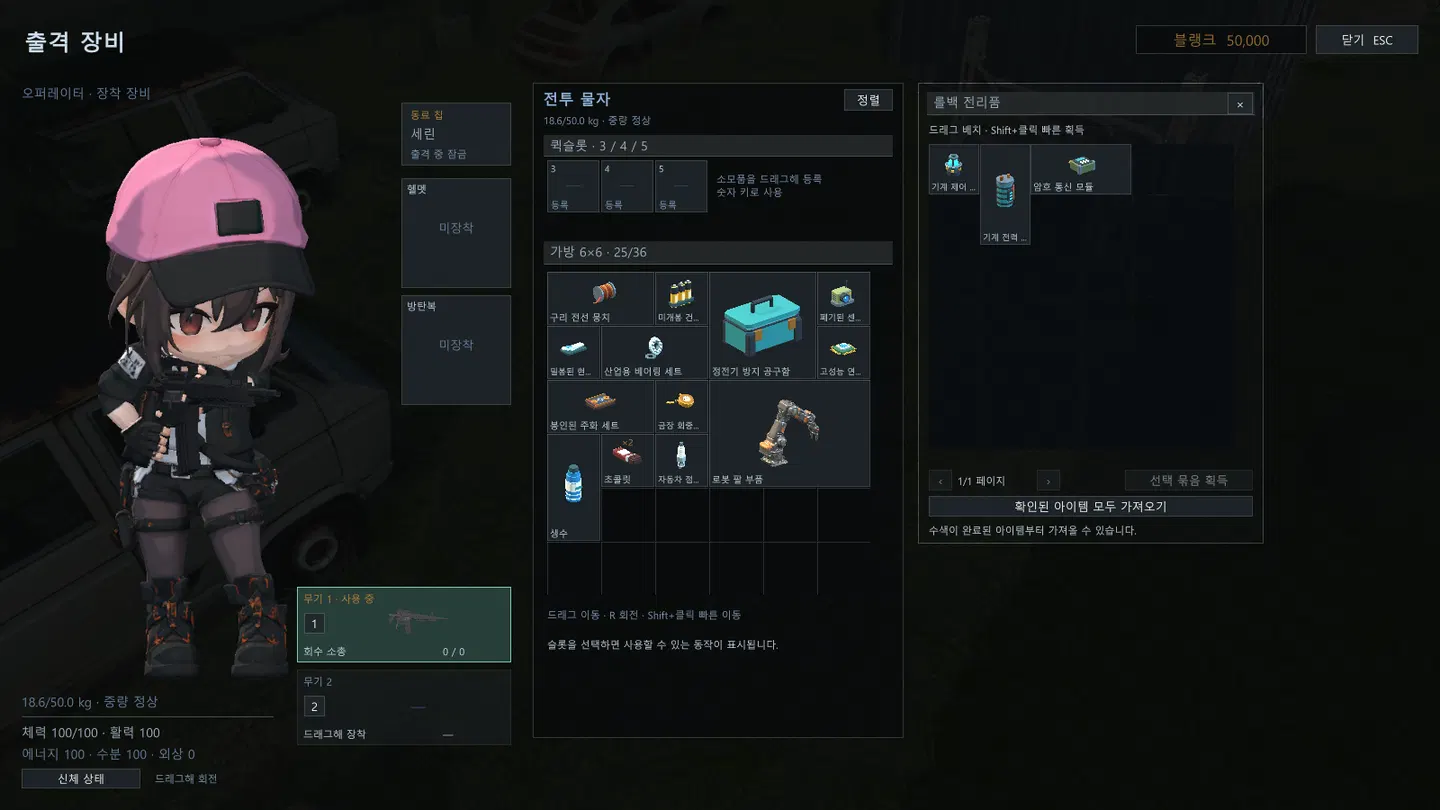 출격 장비
블랭크 50,000
닫기 ESC
오퍼레이터 · 장착 장비
동료 집
세린
출격 중 잠금
헬멧
미장착
방탄복
미장착
무기 1 · 사용 중
1
회수 소총
0 / 0
무기 2
2
—
드래그해 장착
—
18.6/50.0 kg · 중량 정상
체력 100/100 · 활력 100
에너지 100 · 수분 100 · 외상 0
신체 상태
드래그해 회전
전투 물자
정렬
18.6/50.0 kg · 중량 정상
퀵슬롯 · 3 / 4 / 5
3
4
5
등록
등록
등록
소모품을 드래그해 등록
숫자 키로 사용
가방 6×6 · 25/36
구리 전선 뭉치
미개봉 건...
폐기된 센...
밀봉된 현...
산업용 베어링 세트
정전기 방지 공구함
고성능 연...
봉인된 주화 세트
금장 회중...
×2
초콜릿
자동차 점...
로봇 팔 부품
생수
드래그 이동 · R 회전 · Shift+클릭 빠른 이동
슬롯을 선택하면 사용할 수 있는 동작이 표시됩니다.
롤백 전리품
×
드래그 배치 · Shift+클릭 빠른 획득
기계 제어 ...
기계 전력 ...
암호 통신 모듈
‹
1/1 페이지
›
선택 묶음 획득
확인된 아이템 모두 가져오기
수색이 완료된 아이템부터 가져올 수 있습니다.